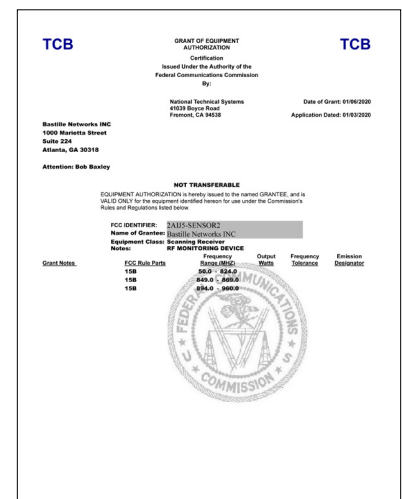 TCB
GRANT OF EQUIPMENT
AUTHORIZATION
TCB
Certification
Issued Under the Authority of the
Federal Communications Commission
By:
National Technical Systems
41039 Boyce Road
Fremont, CA 94538
Date of Grant: 01/06/2020
Application Dated: 01/03/2020
Bastille Networks INC
1000 Marietta Street
Suite 224
Atlanta, GA 30318
Attention: Bob Baxley
NOT TRANSFERABLE
EQUIPMENT AUTHORIZATION is hereby issued to the named GRANTEE, and is
VALID ONLY for the equipment identified hereon for use under the Commission's
Rules and Regulations listed below.
FCC IDENTIFIER: 2AIJ5-SENSOR2
Name of Grantee: Bastille Networks INC
Equipment Class: Scanning Receiver
Notes: RF MONITORING DEVICE
Grant Notes FCC Rule Parts Frequency Range (MHZ) Output Watts Frequency Tolerance Emission Designator
15B 50.0 - 824.0
15B 849.0 - 869.0
15B 894.0 - 960.0
FEDERAL COMMUNICATIONS COMMISSION
U S